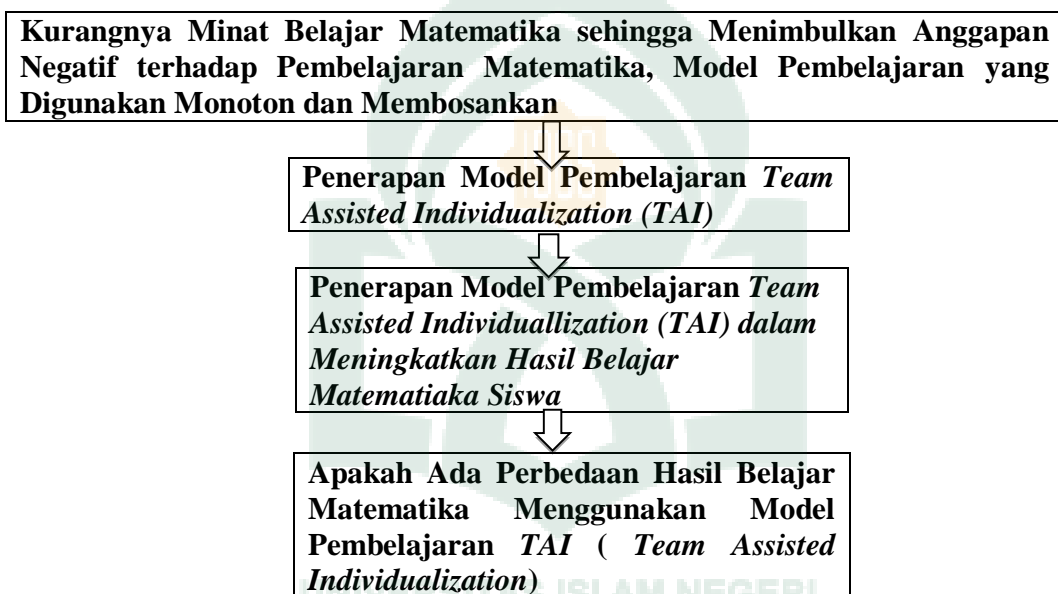 Kurangnya Minat Belajar Matematika sehingga Menimbulkan Anggapan
Negatif terhadap Pembelajaran Matematika, Model Pembelajaran yang
Digunakan Monoton dan Membosankan
Penerapan Model Pembelajaran Team
Assisted Individualization (TAI)
Penerapan Model Pembelajaran Team
Assisted Individuallization (TAI) dalam
Meningkatkan Hasil Belajar
Matematiaka Siswa
Apakah Ada Perbedaan Hasil Belajar
Matematika Menggunakan Model
Pembelajaran TAI ( Team Assisted
Individualization)
ISLAM NEGERI